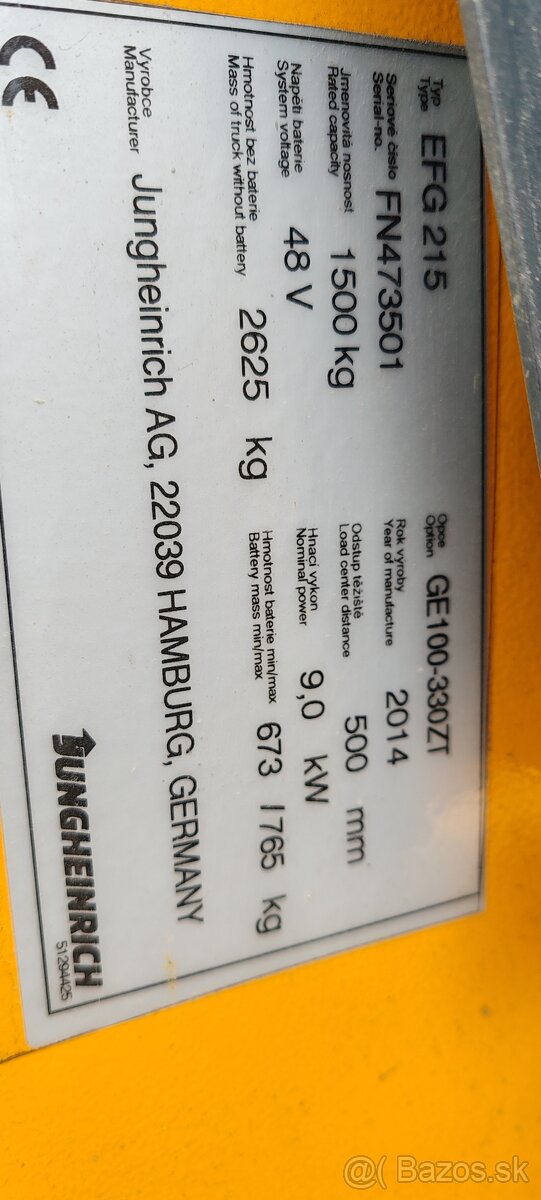 Typ
Type EFG 215
Opce
Option GE100-330ZT
Seriové číslo
Serial-no. FN473501
Rok výroby
Year of manufacture 2014
Jmenovitá nosnost
Rated capacity 1500 kg
Odstup těžiště
Load center distance 500 mm
Napětí baterie
System voltage 48 V
Hnací výkon
Nominal power 9,0 kW
Hmotnost bez baterie
Mass of truck without battery 2625 kg
Hmotnost baterie min/max
Battery mass min/max 673 / 765 kg
Výrobce
Manufacturer Jungheinrich AG, 22039 HAMBURG, GERMANY
CE
JUNGHEINRICH
51294425
@( Bazos.sk